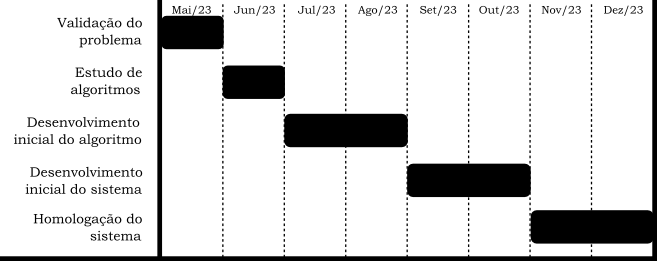 Mai/23 Jun/23 Jul/23 Ago/23 Set/23 Out/23 Nov/23 Dez/23
Validação do
problema
Estudo de
algoritmos
Desenvolvimento
inicial do algoritmo
Desenvolvimento
inicial do sistema
Homologação do
sistema